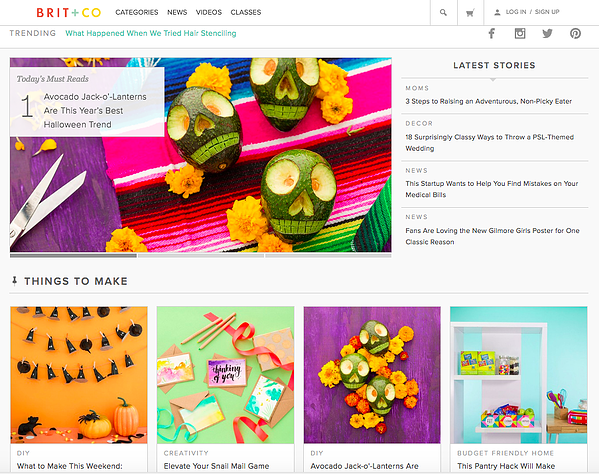 BRIT+CO
CATEGORIES NEWS VIDEOS CLASSES
LOG IN / SIGN UP
TRENDING What Happened When We Tried Hair Stenciling
Today's Must Reads
1
Avocado Jack-o'-Lanterns
Are This Year's Best
Halloween Trend
LATEST STORIES
MOMS
3 Steps to Raising an Adventurous, Non-Picky Eater
DECOR
18 Surprisingly Classy Ways to Throw a PSL-Themed
Wedding
NEWS
This Startup Wants to Help You Find Mistakes on Your
Medical Bills
NEWS
Fans Are Loving the New Gilmore Girls Poster for One
Classic Reason
THINGS TO MAKE
thinking
of you!
DIY
What to Make This Weekend:
CREATIVITY
Elevate Your Snail Mail Game
DIY
Avocado Jack-o'-Lanterns Are
BUDGET FRIENDLY HOME
This Pantry Hack Will Make